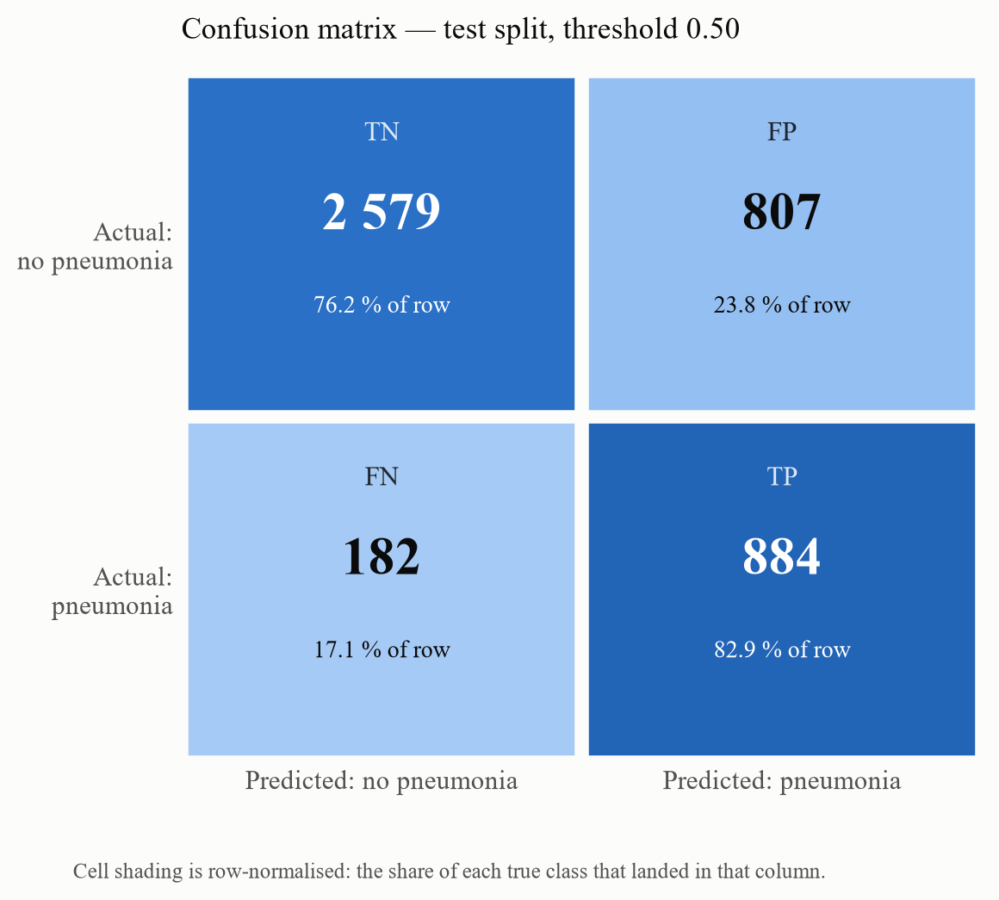 Confusion matrix — test split, threshold 0.50
TN
FP
2 579
807
Actual:
no pneumonia
76.2 % of row
23.8 % of row
FN
TP
182
884
Actual:
pneumonia
17.1 % of row
82.9 % of row
Predicted: no pneumonia
Predicted: pneumonia
Cell shading is row-normalised: the share of each true class that landed in that column.